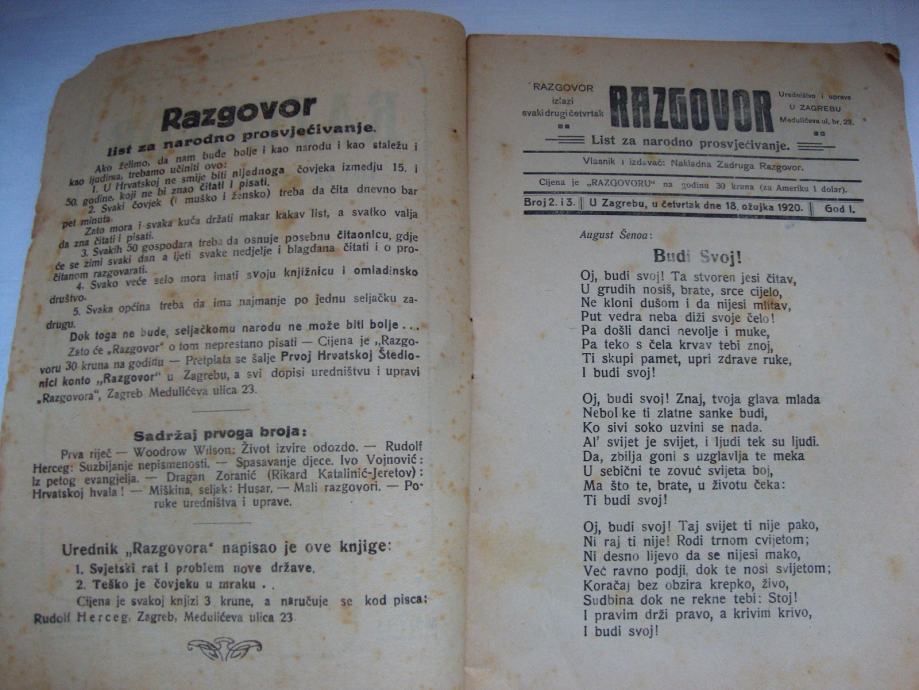 Razgovor
list za narodno prosvjećivanje.
Ako želimo, da nam bude bolje i kao narodu i kao staležu i
kao ljudima, trebamo učiniti ovo:
1. U Hrvatskoj ne smije biti nijednoga čovjeka izmedju 15. i
50. godine, koji ne bi znao čitati i pisati.
2. Svaki čovjek (i muško i žensko) treba da čita dnevno bar
pet minuta.
Zato mora i svaka kuća držati makar kakav list, a svatko valja
da zna čitati i pisati.
3. Svakih 50 gospodara treba da osnuje posebnu čitaonicu, gdje
će se zimi svaki dan a ljeti svake nedjelje i blagdana čitati i o pro-
čitanom razgovarati.
4. Svako veće selo mora imati svoju knjižnicu i omladinsko
društvo.
5. Svaka općina treba da ima najmanje po jednu seljačku za-
drugu.
Dok toga ne bude, seljačkomu narodu ne može biti bolje . . .
Zato će „Razgovor" o tom neprestano pisati — Cijena je „Razgo-
voru 30 kruna na godinu — Pretplata se šalje Prvoj Hrvatskoj Štedio-
nici konto „Razgovor" u Zagrebu, a svi dopisi uredništvu i upravi
„Razgovora", Zagreb Medulićeva ulica 23.
Sadržaj prvoga broja:
Prva riječ — Woodrow Wilson: Život izvire odozdo. — Rudolf
Herceg: Suzbijanje nepismenosti. — Spasavanje djece. Ivo Vojnović:
Iz petog evangjelja. — Dragan Zoranić (Rikard Katalinić-Jeretov):
Hrvatskoj hvala! — Miškina, seljak: Husar. — Mali razgovori. — Po-
ruke uredništva i uprave.
Urednik „Razgovora" napisao je ove knjige:
1. Svjetski rat i problem nove države.
2. Teško je čovjeku u mraku . .
Cijena je svakoj knjizi 3 krune, a naručuje se kod pisca:
Rudolf Herceg, Zagreb, Medulićeva ulica 23.
RAZGOVOR
izlazi
svaki drugi četvrtak
RAZGOVOR
Uredništvo i uprava
U ZAGREBU
Medulićeva ul. br. 23.
List za narodno prosvjećivanje.
Vlasnik i izdavač: Nakladna Zadruga Razgovor.
Cijena je „RAZGOVORU" na godinu 30 kruna (za Ameriku 1 dolar).
Broj 2. i 3. U Zagrebu, u četvrtak dne 18. ožujka 1920. God I.
August Šenoa:
Budi Svoj!
Oj, budi svoj! Ta stvoren jesi čitav,
U grudih nosiš, brate, srce cijelo,
Ne kloni dušom i da nijesi mlitav,
Put vedra neba diži svoje čelo!
Pa došli danci nevolje i muke,
Pa teko s čela krvav tebi znoj,
Ti skupi pamet, upri zdrave ruke,
I budi svoj!
Oj, budi svoj! Znaj, tvoja glava mlada
Nebolke ti zlatne sanke budi,
Ko sivi soko uzvini se nada.
Al' svijet je svijet, i ljudi tek su ljudi.
Da, zbilja goni s uzglavlja te meka
U sebični te zovuć svijeta boj,
Ma što te, brate, u životu čeka:
Ti budi svoj!
Oj, budi svoj! Taj svijet ti nije pako,
Ni raj ti nije! Rodi trnom cvijetom;
Ni desno lijevo da se nijesi mako,
Već ravno podji, dok te nosi svijetom;
Koračaj bez obzira krepko, živo,
Sudbina dok ne rekne tebi: Stoj!
I pravim drži pravo, a krivim krivo,
I budi svoj!